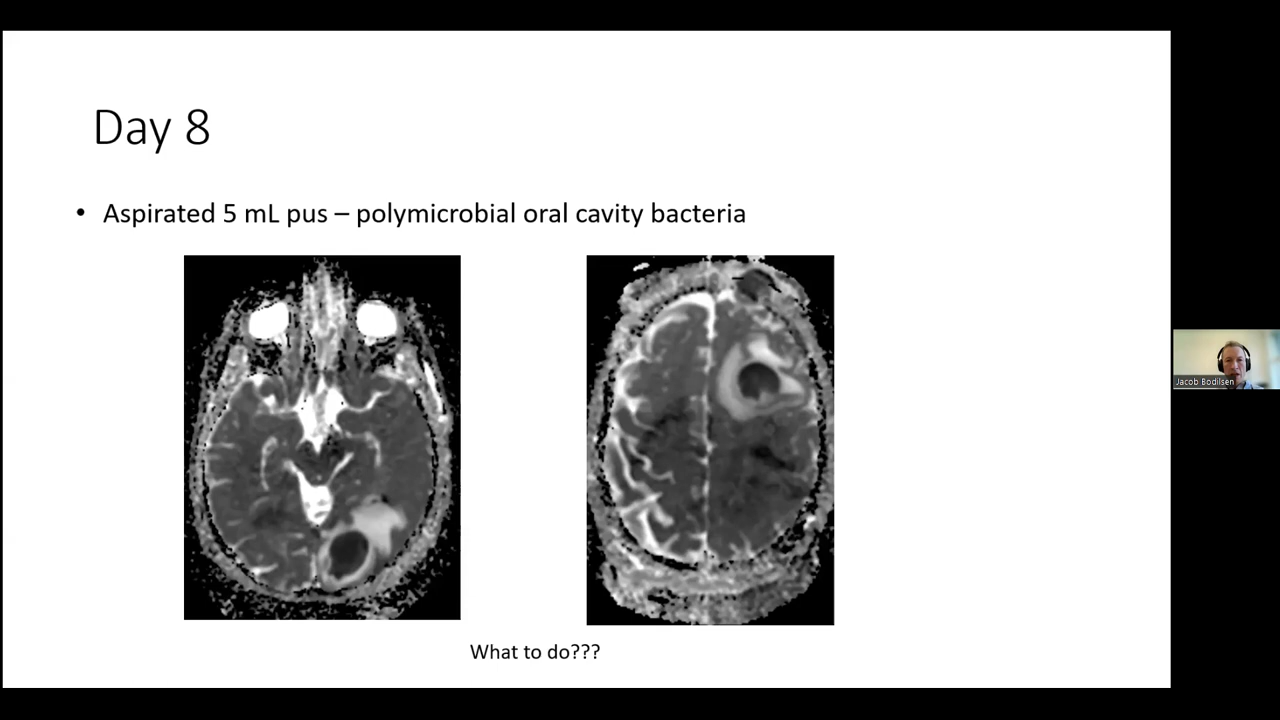 Day 8
• Aspirated 5 mL pus – polymicrobial oral cavity bacteria
What to do???
Jacob Bodilsen